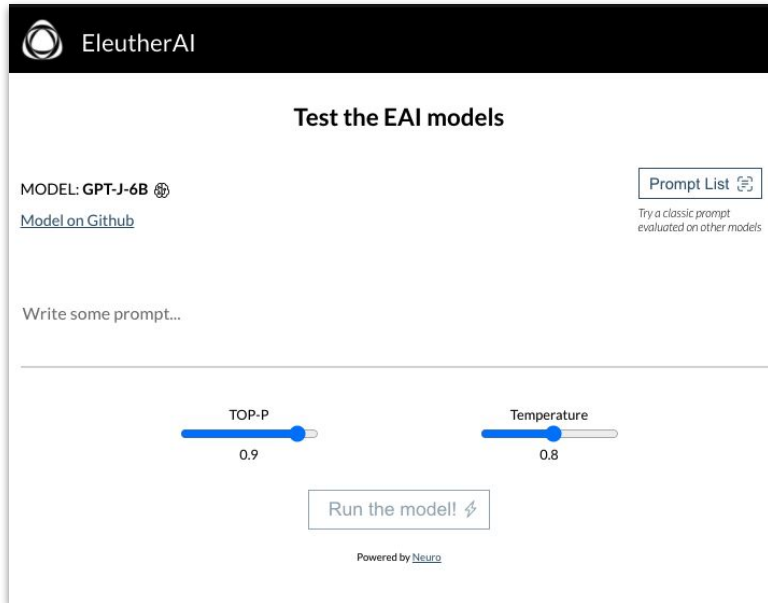 EleutherAI
Test the EAI models
MODEL: GPT-J-6B
Model on Github
Prompt List
Try a classic prompt
evaluated on other models
Write some prompt...
TOP-P
0.9
Temperature
0.8
Run the model!
Powered by Neuro